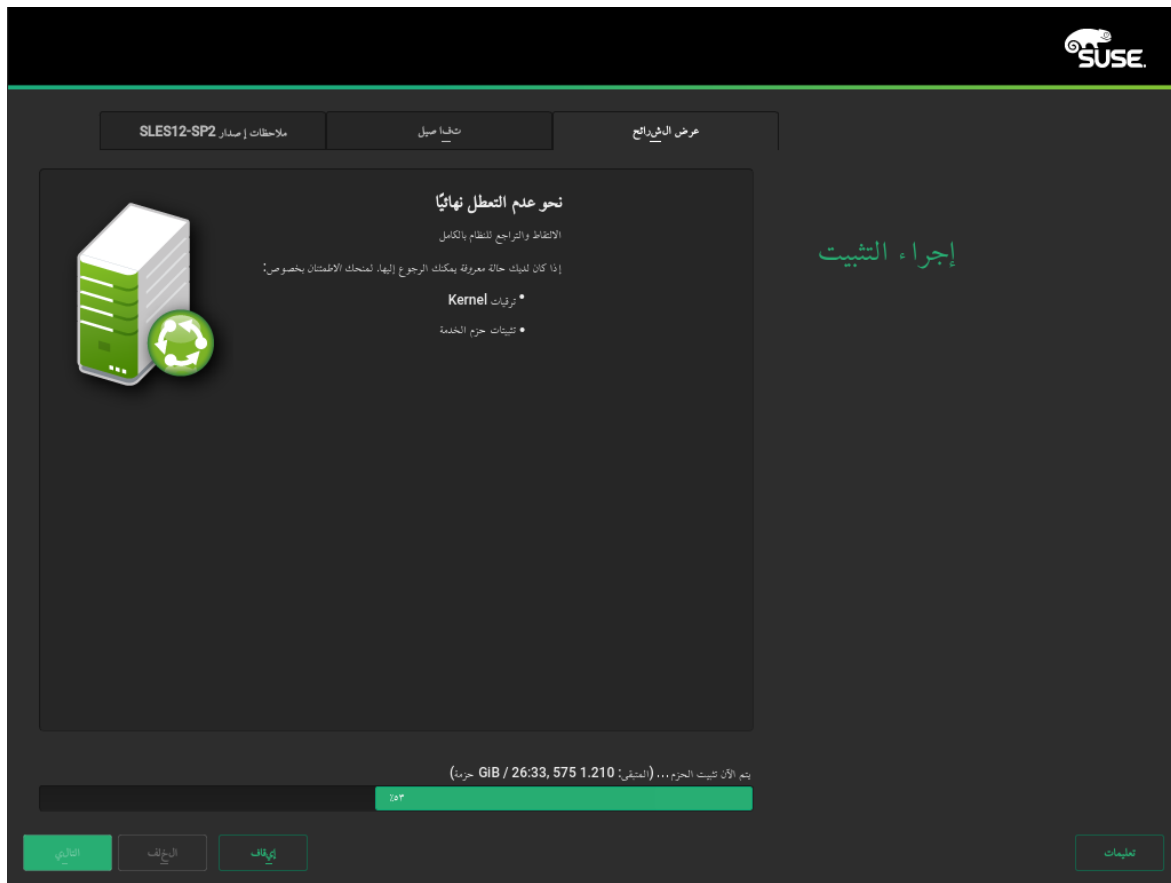 SUSE.
عرض الشرائح
تفاصيل
ملاحظات إصدار SLES12-SP2
إجراء التثبيت
نحو عدم التعطل نهائيًا
الالتقاط والتراجع للنظام بالكامل
إذا كان لديك حالة معروفة يمكنك الرجوع إليها. لمنحك الاطمئنان بخصوص:
• ترقيات Kernel
• تثبيتات حزم الخدمة
يتم الآن تثبيت الحزم... (المتبقي: 1.210 GiB / 26:33, 575 حزمة)
٥٣٪
تعليمات
إيقاف
الخلف
التالي